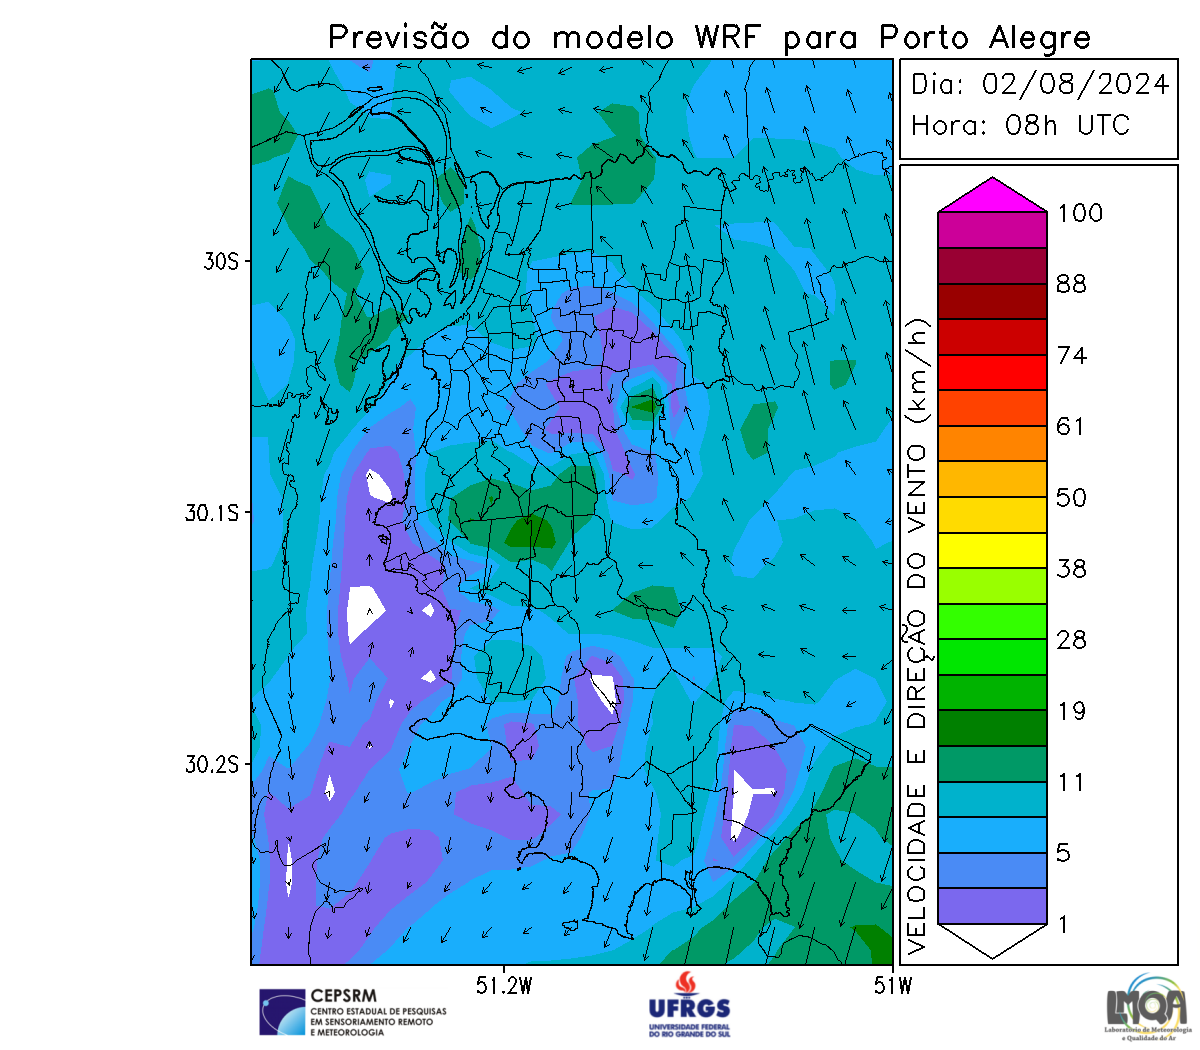 Previsão do modelo WRF para Porto Alegre
Dia: 02/08/2024
Hora: 08h UTC
30S
30.1S
30.2S
51.2W
51W
VELOCIDADE E DIREÇÃO DO VENTO (km/h)
100
88
74
61
50
38
28
19
11
5
1
CEPSRM
CENTRO ESTADUAL DE PESQUISAS
EM SENSORIAMENTO REMOTO
E METEOROLOGIA
UFRGS
UNIVERSIDADE FEDERAL
DO RIO GRANDE DO SUL
LMQA
Laboratório de Meteorologia
e Qualidade do Ar